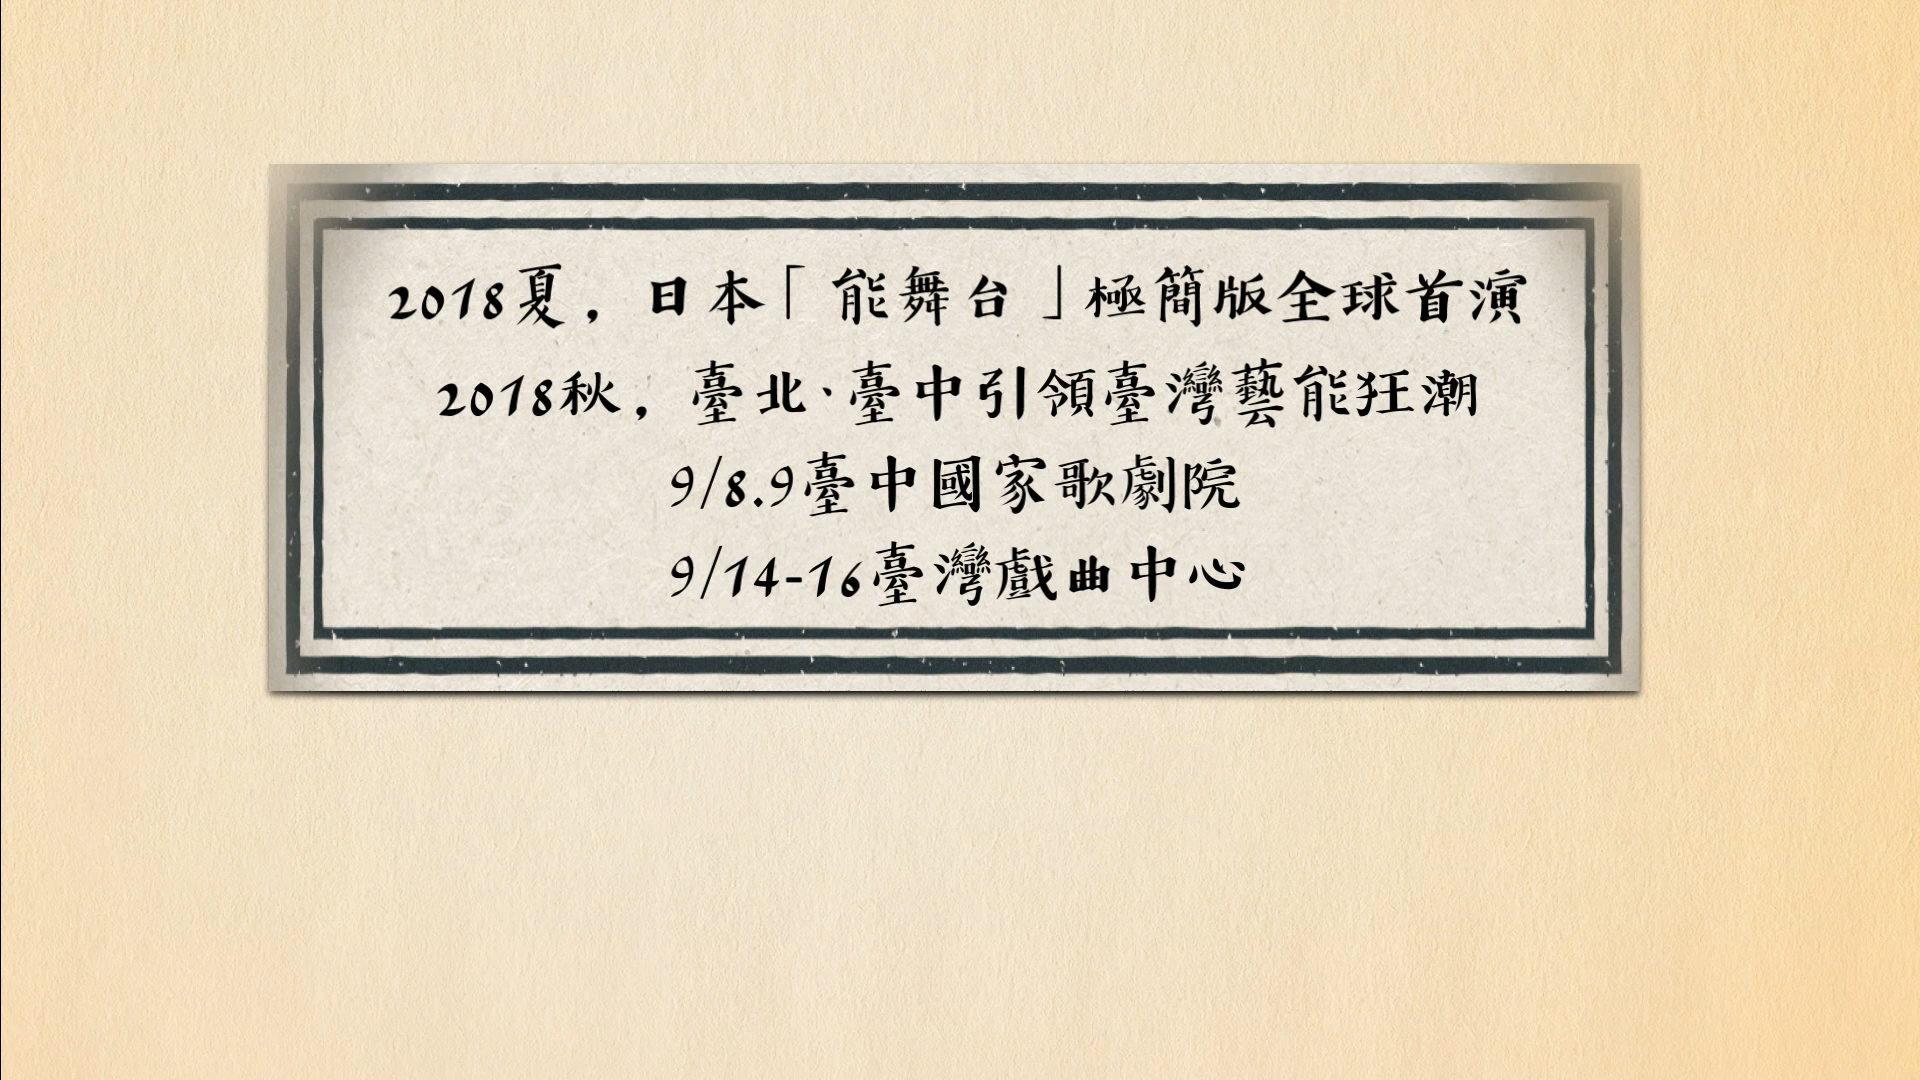 2018夏，日本「能舞台」極簡版全球首演
2018秋，臺北·臺中引領臺灣藝能狂潮
9/8.9臺中國家歌劇院
9/14-16臺灣戲曲中心